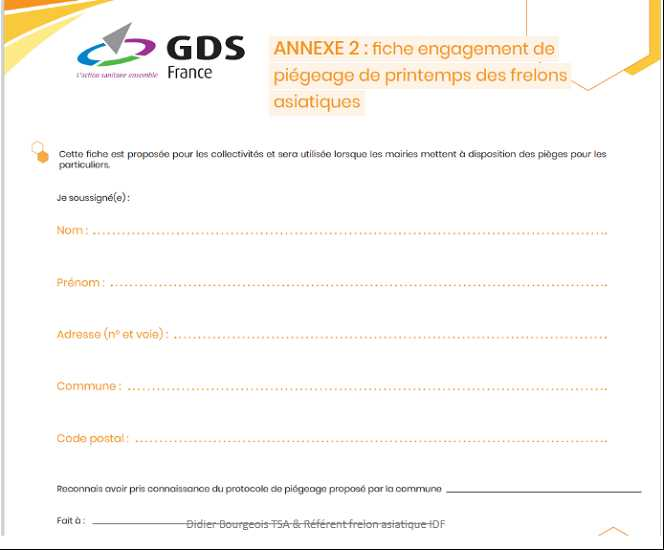 GDS
L'action sanitaire ensemble
France
ANNEXE 2 : fiche engagement de
piégeage de printemps des frelons
asiatiques
Cette fiche est proposée pour les collectivités et sera utilisée lorsque les mairies mettent à disposition des pièges pour les
particuliers.
Je soussigné(e) :
Nom :
Prénom :
Adresse (n° et voie) :
Commune :
Code postal :
Reconnais avoir pris connaissance du protocole de piégeage proposé par la commune
Fait à :
Didier Bourgeois TSA & Référent frelon asiatique IDF